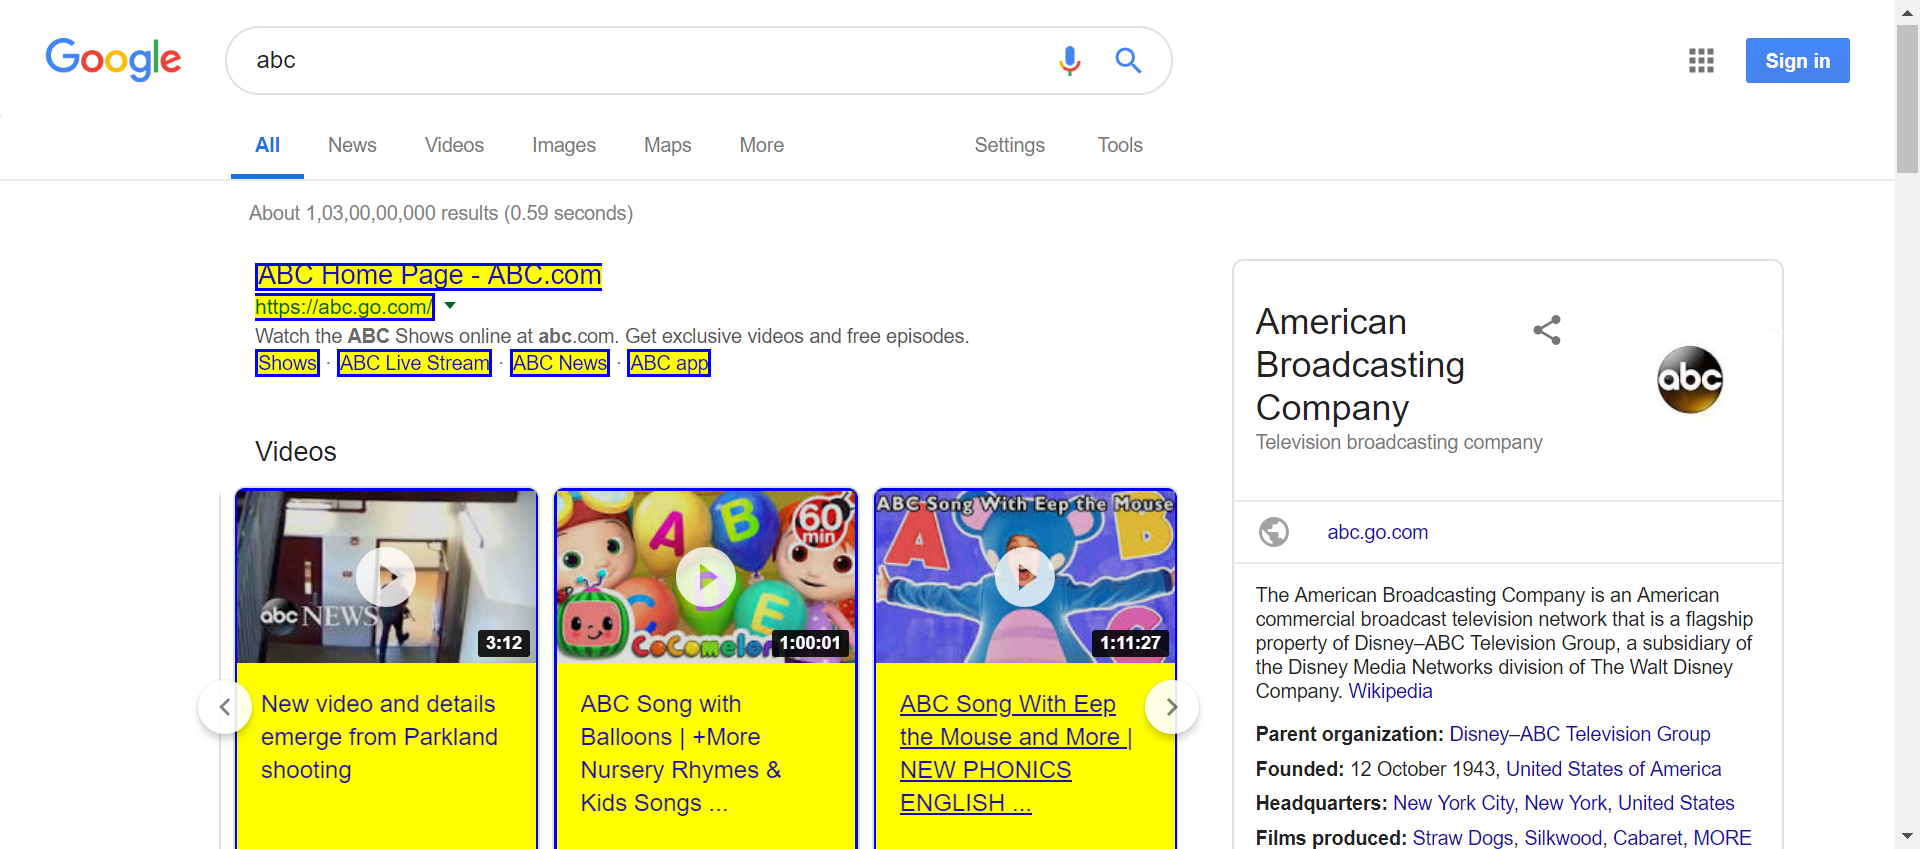 Google
abc
Sign in
All News Videos Images Maps More Settings Tools
About 1,03,00,00,000 results (0.59 seconds)
ABC Home Page - ABC.com
https://abc.go.com/
Watch the ABC Shows online at abc.com. Get exclusive videos and free episodes.
Shows · ABC Live Stream · ABC News · ABC app
Videos
abc NEWS
3:12
New video and details
emerge from Parkland
shooting
A B
60
min
C h E
CoComelon
1:00:01
ABC Song with
Balloons | +More
Nursery Rhymes &
Kids Songs ...
ABC Song With Eep the Mouse
A B
C
1:11:27
ABC Song With Eep
the Mouse and More |
NEW PHONICS
ENGLISH ...
American
Broadcasting
Company
Television broadcasting company
abc
abc.go.com
The American Broadcasting Company is an American
commercial broadcast television network that is a flagship
property of Disney–ABC Television Group, a subsidiary of
the Disney Media Networks division of The Walt Disney
Company. Wikipedia
Parent organization: Disney–ABC Television Group
Founded: 12 October 1943, United States of America
Headquarters: New York City, New York, United States
Films produced: Straw Dogs, Silkwood, Cabaret, MORE